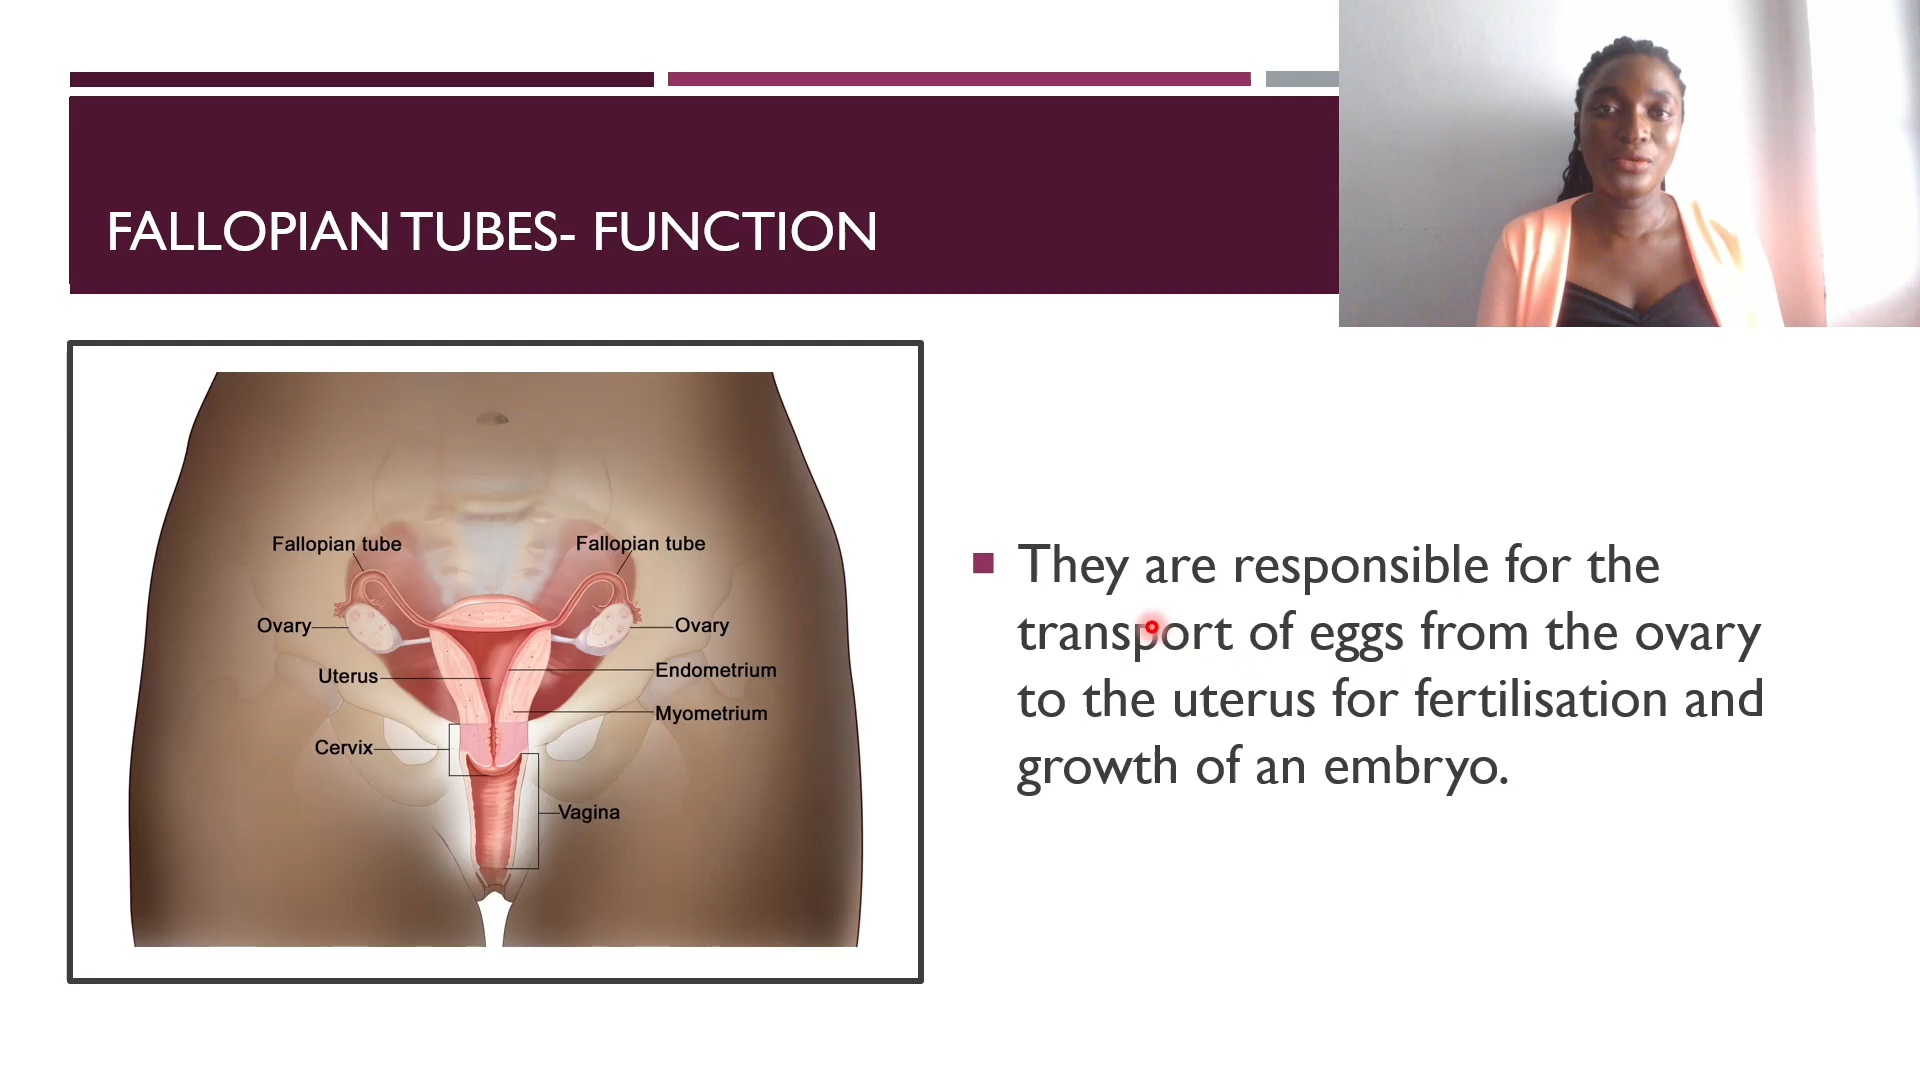 FALLOPIAN TUBES- FUNCTION
Fallopian tube
Fallopian tube
Ovary
Ovary
Uterus
Endometrium
Myometrium
Cervix
Vagina
They are responsible for the
transport of eggs from the ovary
to the uterus for fertilisation and
growth of an embryo.